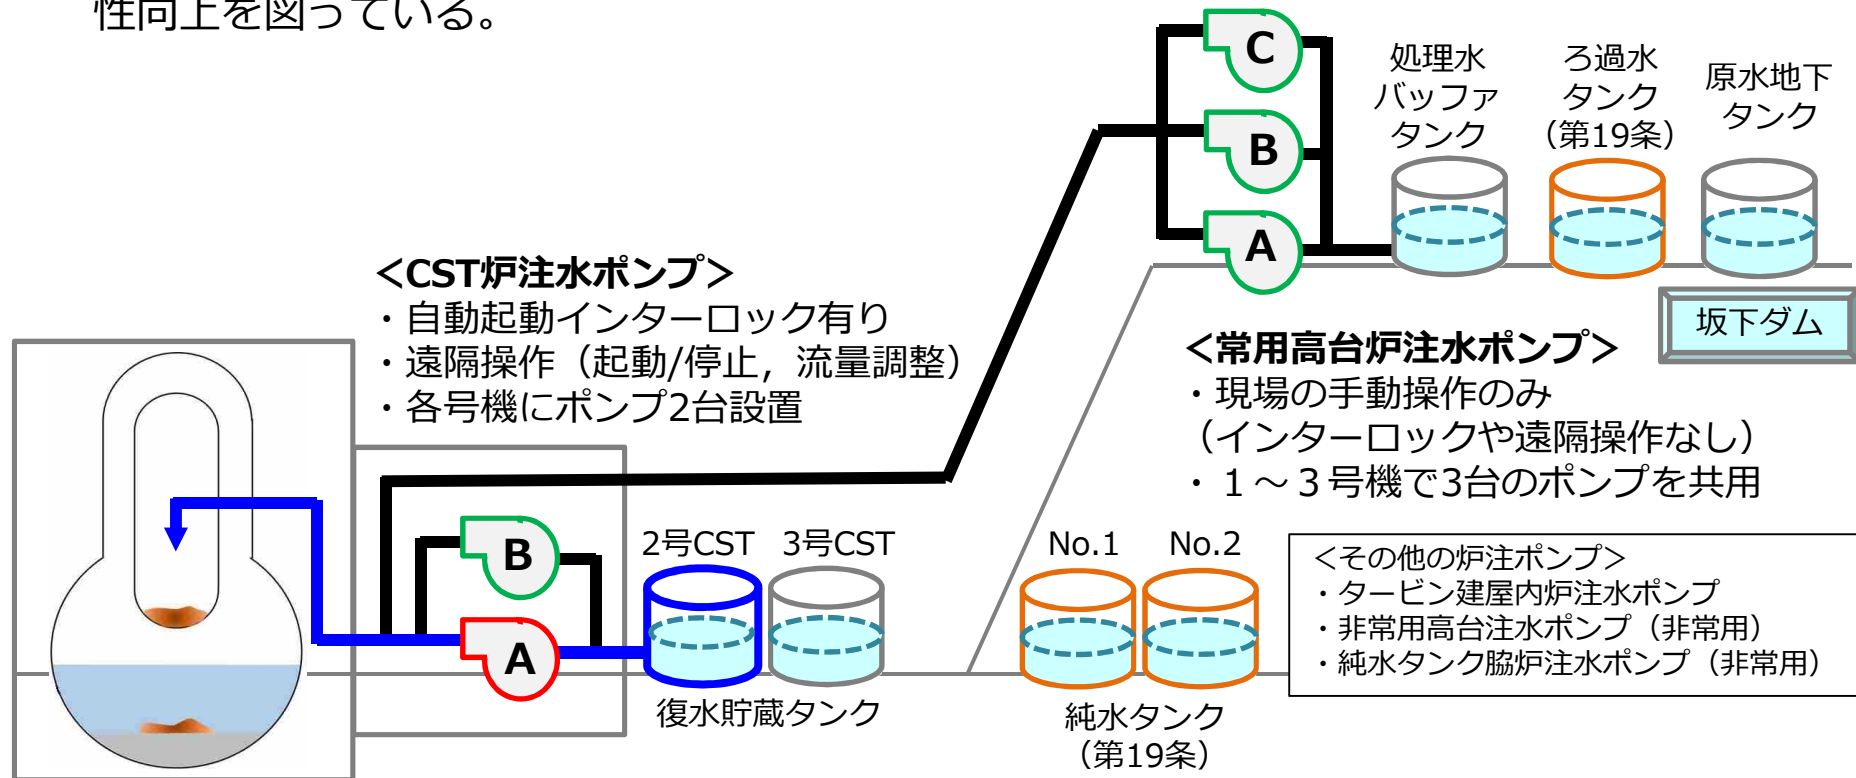 性向上を図っている。
C
B
A
処理水
バッファ
タンク
ろ過水
タンク
（第19条）
原水地下
タンク
坂下ダム
<CST炉注水ポンプ>
・自動起動インターロック有り
・遠隔操作（起動/停止，流量調整）
・各号機にポンプ2台設置
<常用高台炉注水ポンプ>
・現場の手動操作のみ
（インターロックや遠隔操作なし）
・１～３号機で3台のポンプを共用
B
A
2号CST
3号CST
復水貯蔵タンク
No.1
No.2
純水タンク
（第19条）
＜その他の炉注ポンプ＞
・タービン建屋内炉注水ポンプ
・非常用高台注水ポンプ（非常用）
・純水タンク脇炉注水ポンプ（非常用）